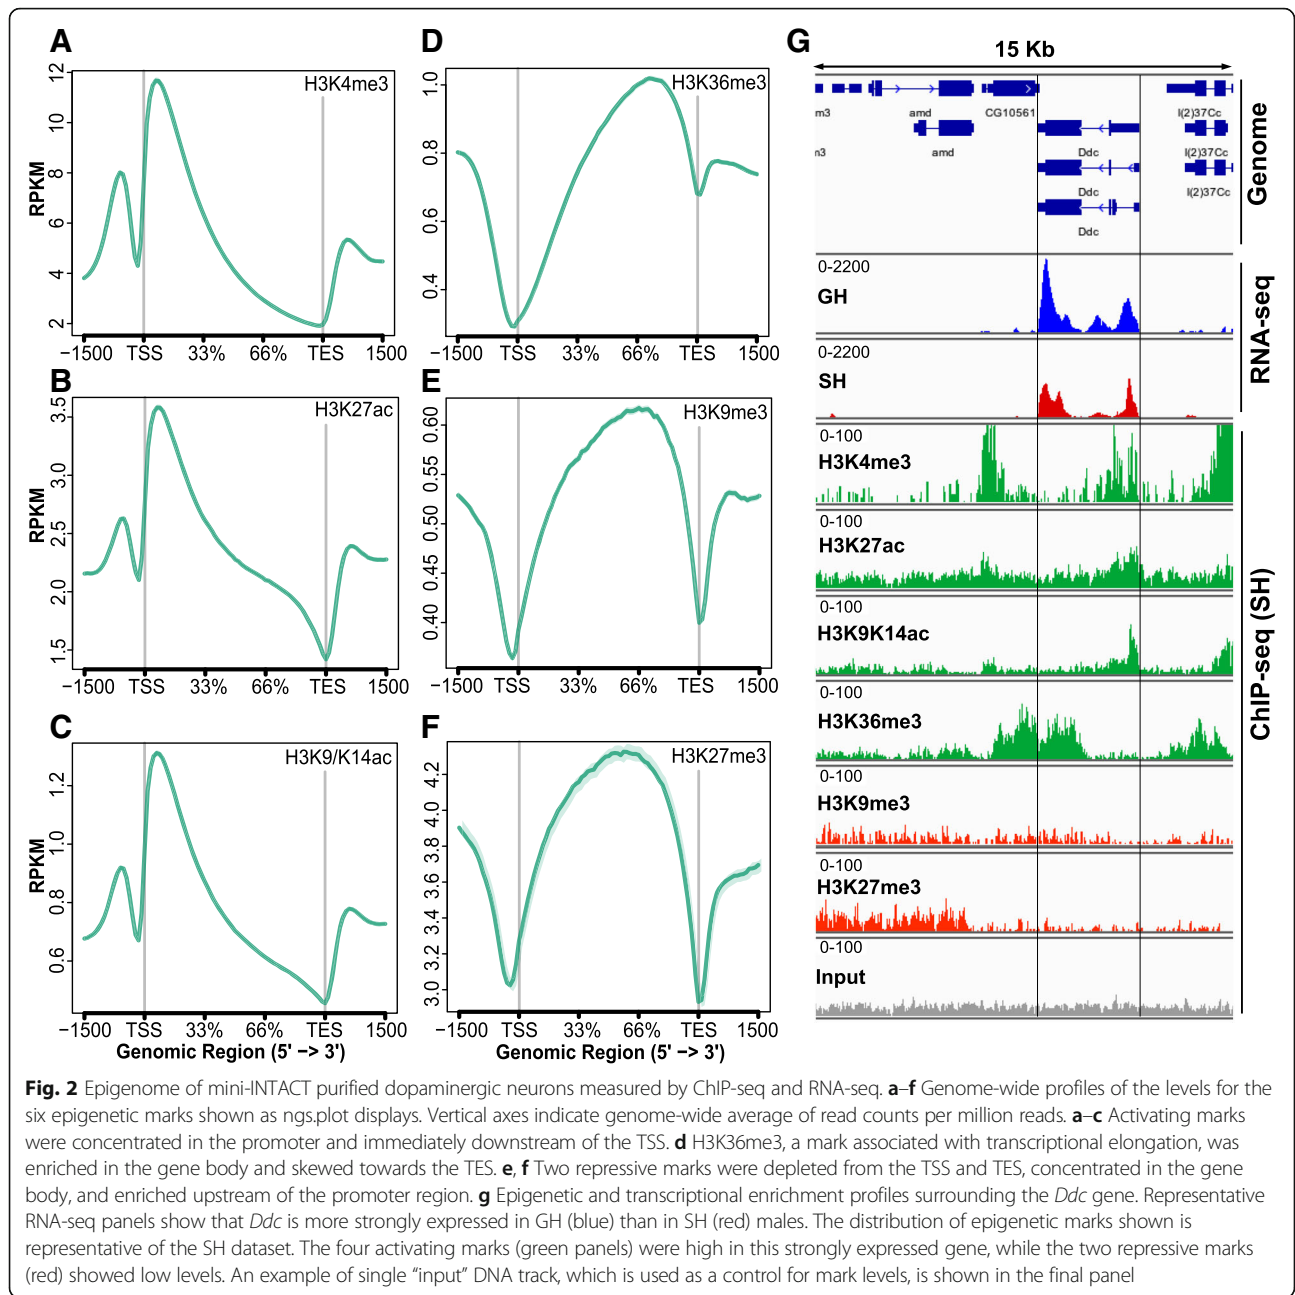 A
H3K4me3
RPKM
12
10
8
6
4
2
−1500 TSS 33% 66% TES 1500
B
H3K27ac
RPKM
3.5
3.0
2.5
2.0
1.5
−1500 TSS 33% 66% TES 1500
C
H3K9/K14ac
RPKM
1.2
1.0
0.8
0.6
−1500 TSS 33% 66% TES 1500
Genomic Region (5' −> 3')
D
H3K36me3
1.0
0.8
0.6
0.4
−1500 TSS 33% 66% TES 1500
E
H3K9me3
0.60
0.55
0.50
0.45
0.40
−1500 TSS 33% 66% TES 1500
F
H3K27me3
4.2
4.0
3.8
3.6
3.4
3.2
3.0
−1500 TSS 33% 66% TES 1500
Genomic Region (5' −> 3')
G
15 Kb
m3 amd CG10561 l(2)37Cc
n3 amd Ddc l(2)37Cc
Ddc l(2)37Cc
Ddc
Genome
0-2200
GH
0-2200
SH
RNA-seq
0-100
H3K4me3
0-100
H3K27ac
0-100
H3K9K14ac
0-100
H3K36me3
0-100
H3K9me3
0-100
H3K27me3
0-100
Input
ChIP-seq (SH)
Fig. 2 Epigenome of mini-INTACT purified dopaminergic neurons measured by ChIP-seq and RNA-seq. a–f Genome-wide profiles of the levels for the
six epigenetic marks shown as ngs.plot displays. Vertical axes indicate genome-wide average of read counts per million reads. a–c Activating marks
were concentrated in the promoter and immediately downstream of the TSS. d H3K36me3, a mark associated with transcriptional elongation, was
enriched in the gene body and skewed towards the TES. e, f Two repressive marks were depleted from the TSS and TES, concentrated in the gene
body, and enriched upstream of the promoter region. g Epigenetic and transcriptional enrichment profiles surrounding the Ddc gene. Representative
RNA-seq panels show that Ddc is more strongly expressed in GH (blue) than in SH (red) males. The distribution of epigenetic marks shown is
representative of the SH dataset. The four activating marks (green panels) were high in this strongly expressed gene, while the two repressive marks
(red) showed low levels. An example of single “input” DNA track, which is used as a control for mark levels, is shown in the final panel